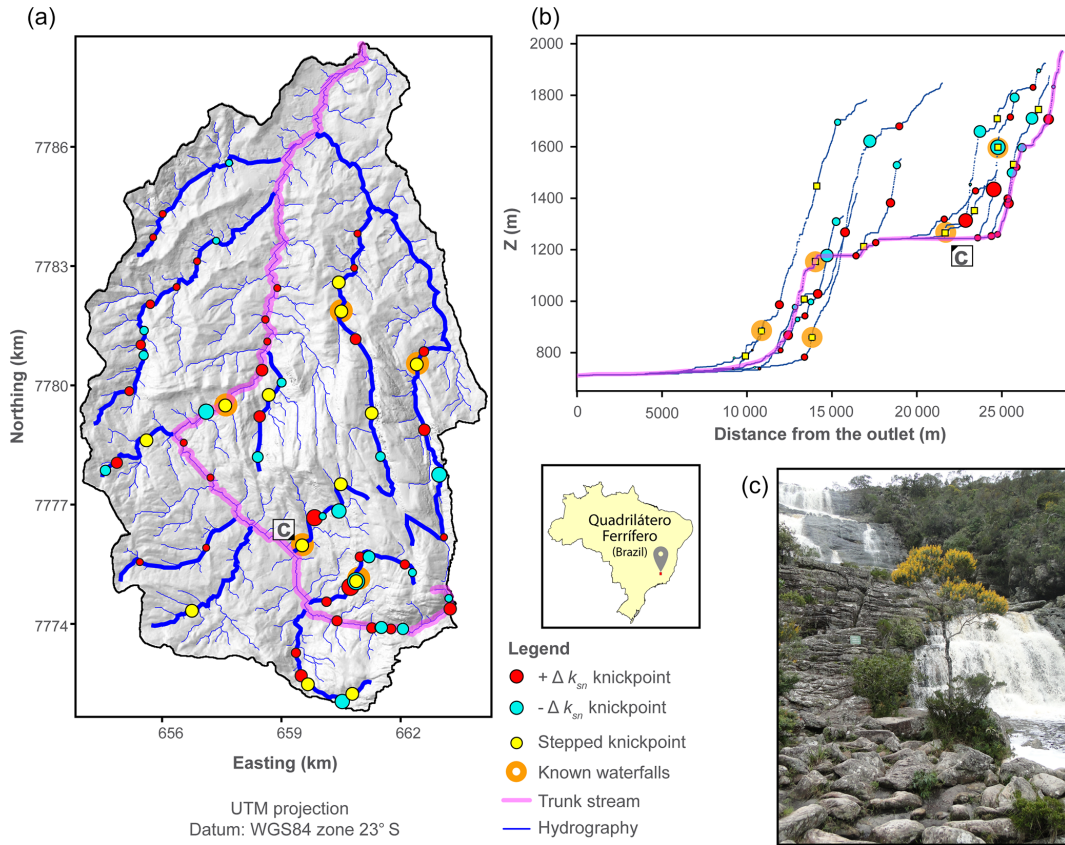 (a)
7786
7783
7780
7777
7774
Northing (km)
C
656
659
662
Easting (km)
UTM projection
Datum: WGS84 zone 23° S
(b)
2000
1800
1600
1400
1200
1000
800
Z (m)
C
0
5000
10 000
15 000
20 000
25 000
Distance from the outlet (m)
Quadrilátero
Ferrífero
(Brazil)
Legend
+ Δ ksn knickpoint
- Δ ksn knickpoint
Stepped knickpoint
Known waterfalls
Trunk stream
Hydrography
(c)